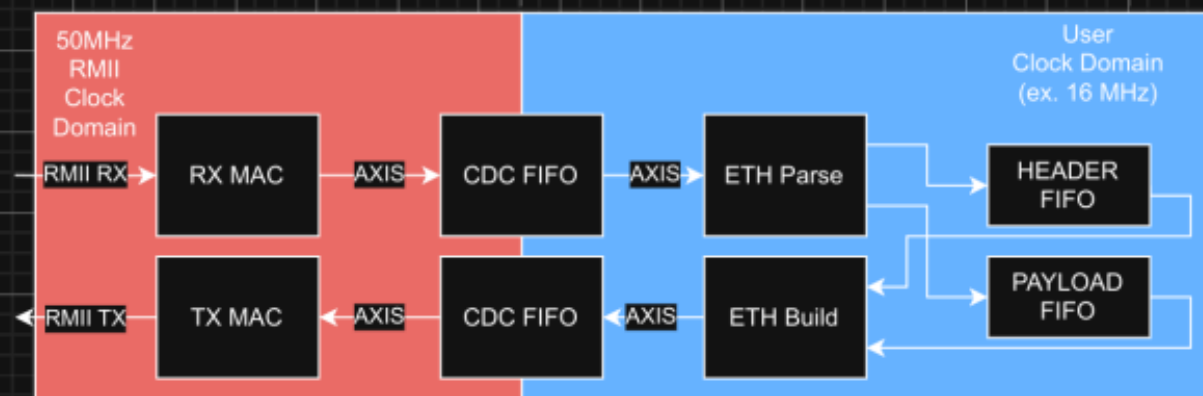 50MHz
RMII
Clock
Domain
User
Clock Domain
(ex. 16 MHz)
RMII RX
RX MAC
AXIS
CDC FIFO
AXIS
ETH Parse
HEADER
FIFO
RMII TX
TX MAC
AXIS
CDC FIFO
AXIS
ETH Build
PAYLOAD
FIFO